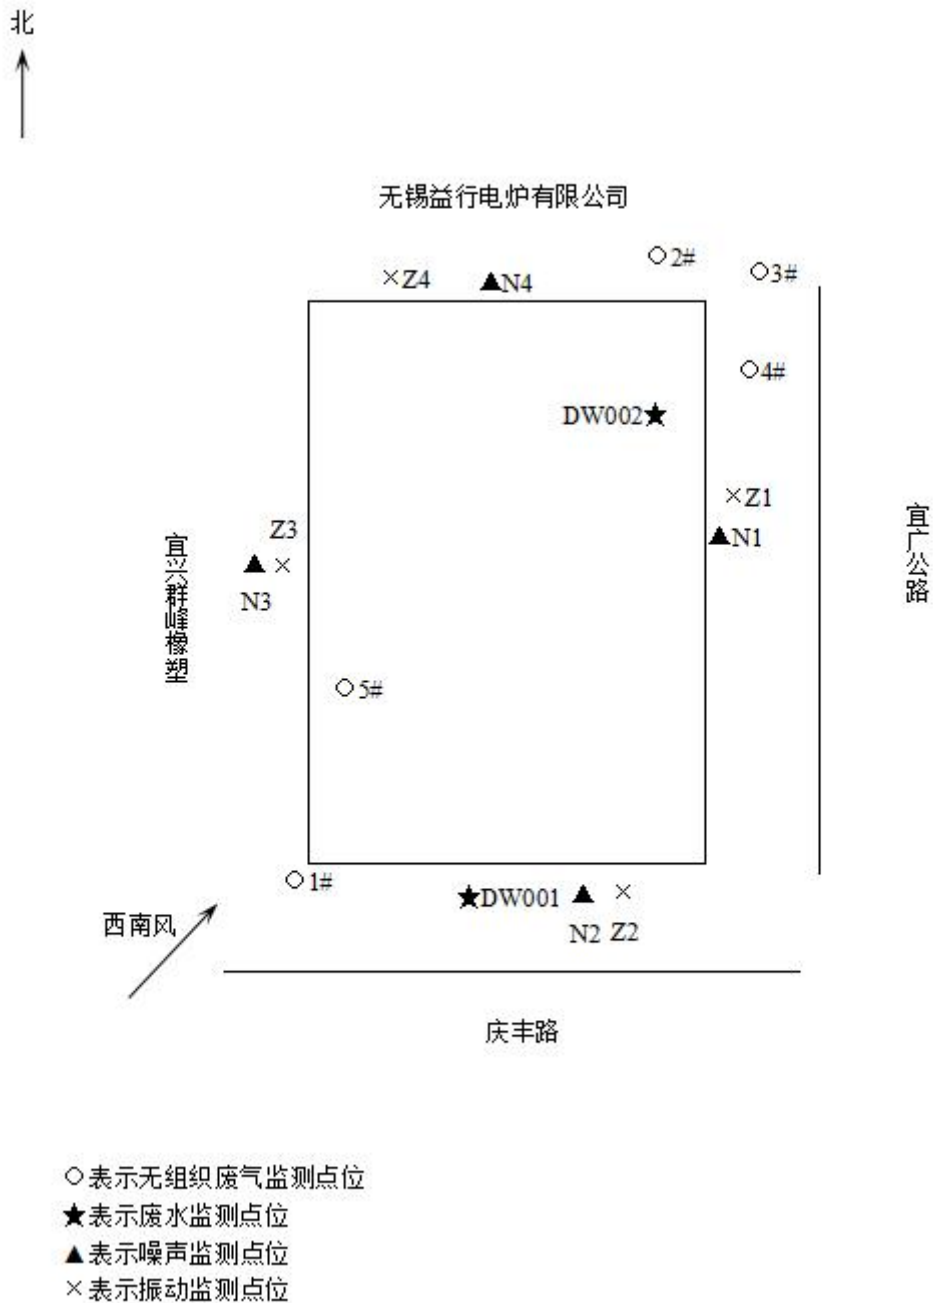 北
无锡益行电炉有限公司
○2#
○3#
×Z4
▲N4
○4#
DW002★
×Z1
▲N1
宜广公路
Z3
▲×
N3
宜兴群峰橡塑
○5#
○1#
★DW001
▲×
N2 Z2
西南风
庆丰路
○表示无组织废气监测点位
★表示废水监测点位
▲表示噪声监测点位
×表示振动监测点位